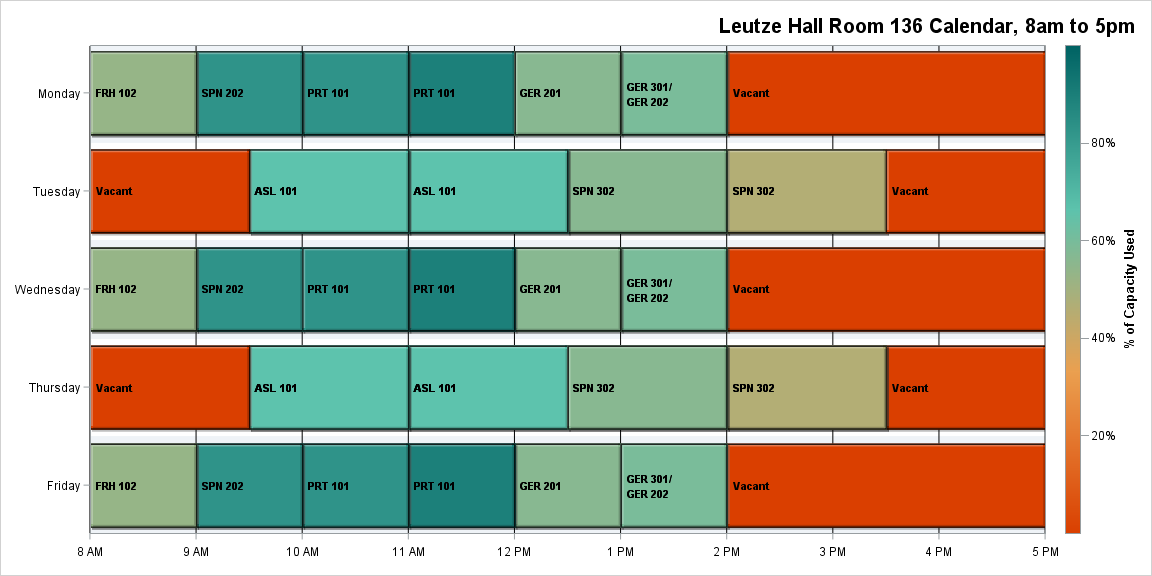 Leutze Hall Room 136 Calendar, 8am to 5pm
Monday
FRH 102
SPN 202
PRT 101
PRT 101
GER 201
GER 301/
GER 202
Vacant
Tuesday
Vacant
ASL 101
ASL 101
SPN 302
SPN 302
Vacant
Wednesday
FRH 102
SPN 202
PRT 101
PRT 101
GER 201
GER 301/
GER 202
Vacant
Thursday
Vacant
ASL 101
ASL 101
SPN 302
SPN 302
Vacant
Friday
FRH 102
SPN 202
PRT 101
PRT 101
GER 201
GER 301/
GER 202
Vacant
8 AM
9 AM
10 AM
11 AM
12 PM
1 PM
2 PM
3 PM
4 PM
5 PM
80%
60%
40%
20%
% of Capacity Used